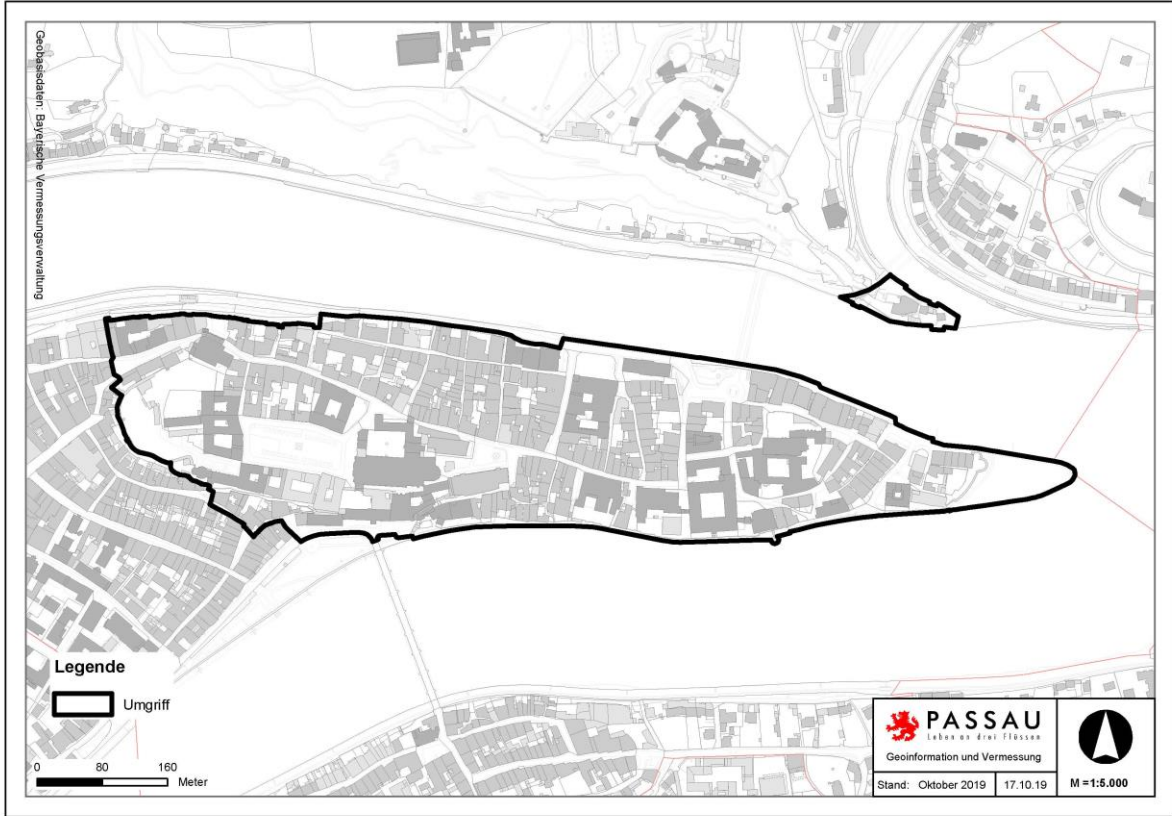 Geobasisdaten: Bayerische Vermessungsverwaltung
Legende
Umgriff
0 80 160
Meter
PASSAU
Leben an drei Flüssen
Geoinformation und Vermessung
Stand: Oktober 2019
17.10.19
M =1:5.000